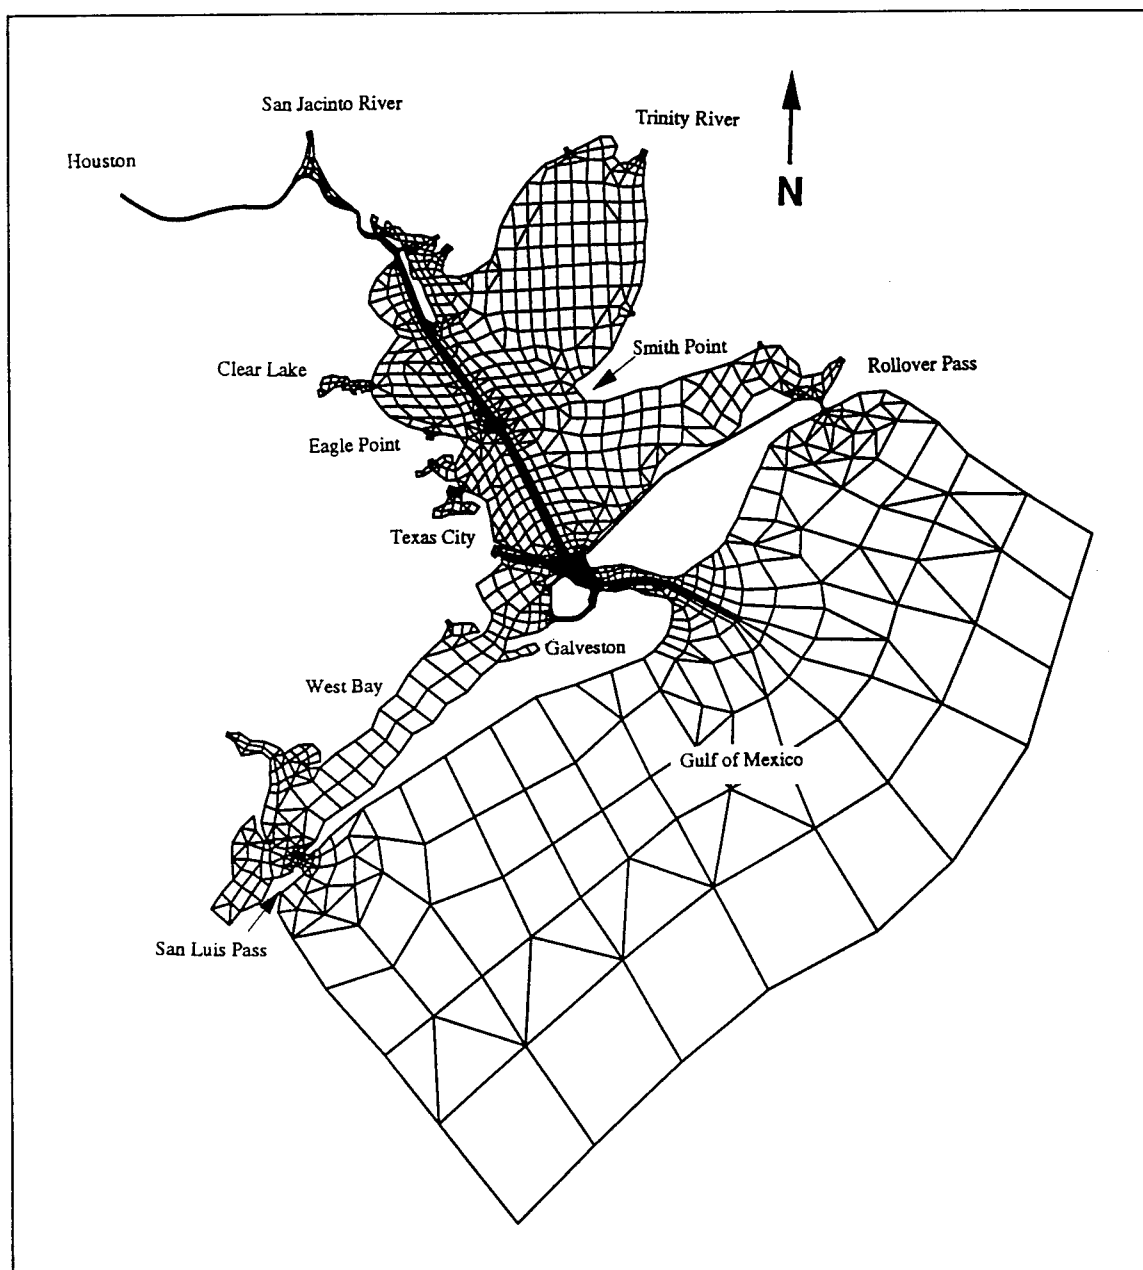 San Jacinto River
Trinity River
Houston
N
Smith Point
Rollover Pass
Clear Lake
Eagle Point
Texas City
Galveston
West Bay
Gulf of Mexico
San Luis Pass